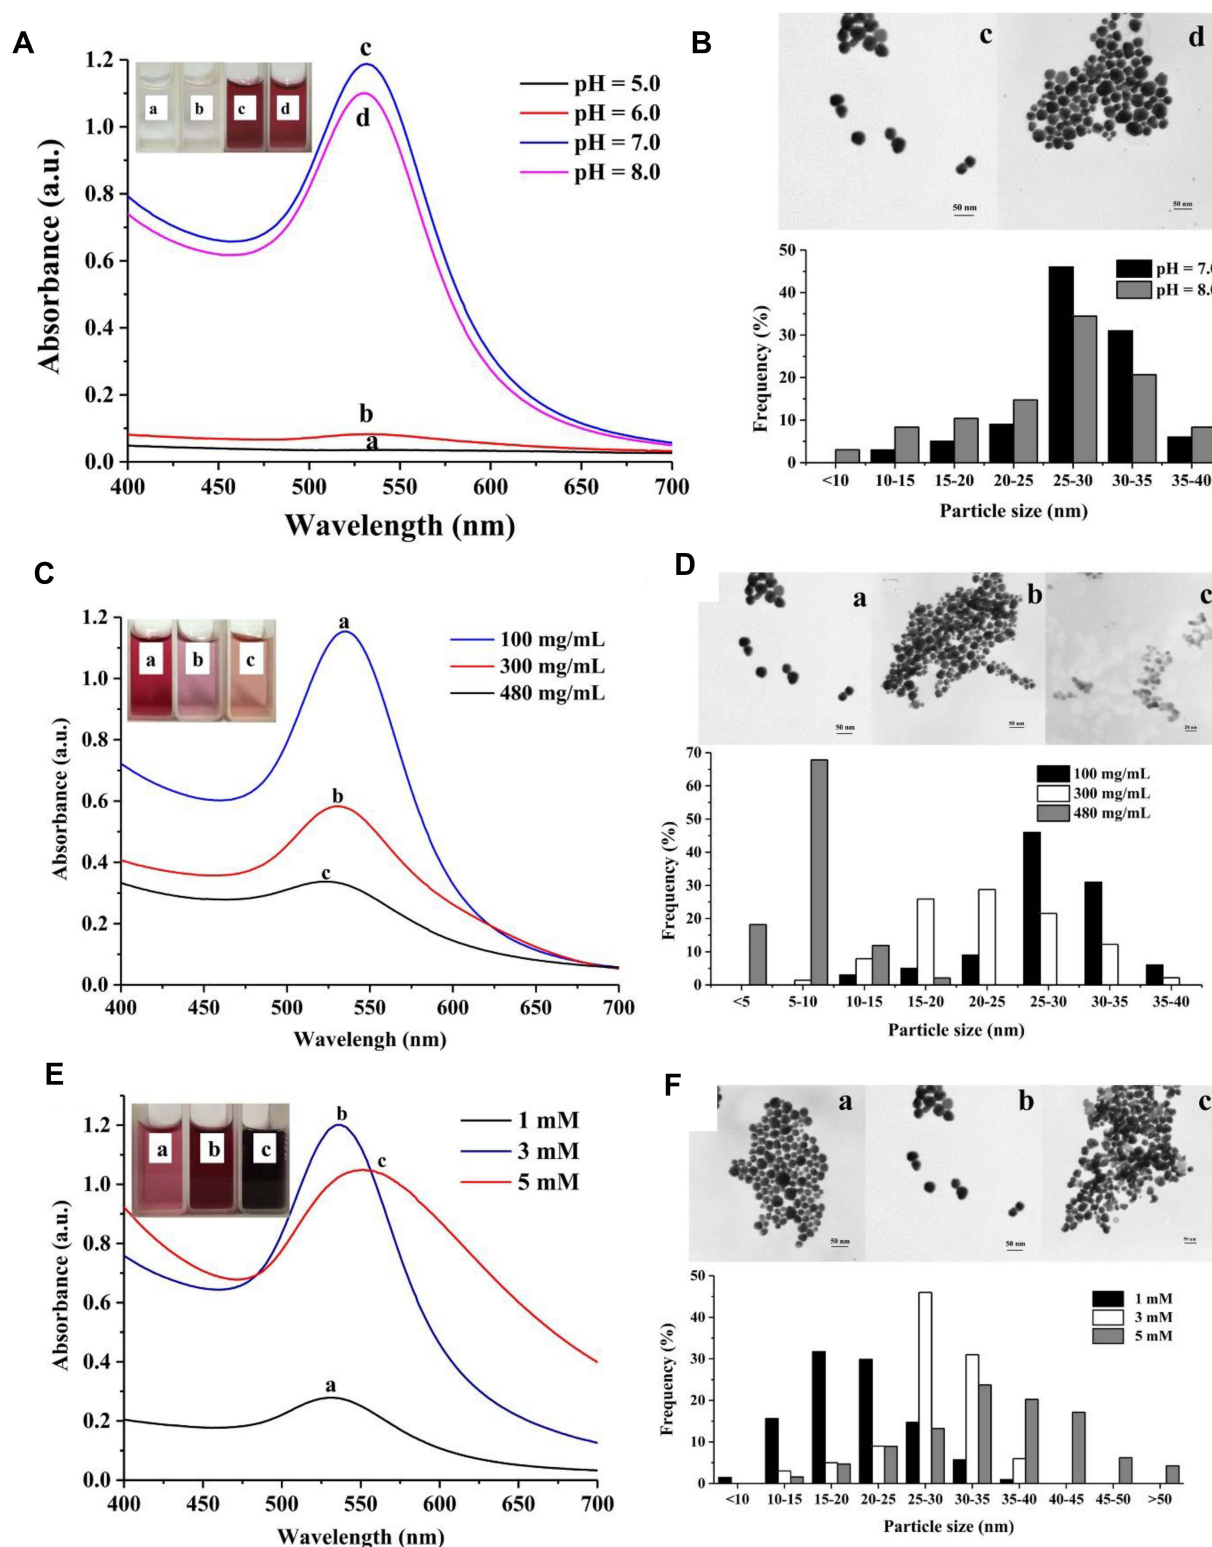 A
c
d
b
a
a b c d
pH = 5.0
pH = 6.0
pH = 7.0
pH = 8.0
1.2
1.0
0.8
0.6
0.4
0.2
0.0
400 450 500 550 600 650 700
Absorbance (a.u.)
Wavelength (nm)
B
c d
50 nm 50 nm
pH = 7.0
pH = 8.0
50
40
30
20
10
0
<10 10-15 15-20 20-25 25-30 30-35 35-40
Frequency (%)
Particle size (nm)
C
a
b
c
a b c
100 mg/mL
300 mg/mL
480 mg/mL
1.2
1.0
0.8
0.6
0.4
0.2
0.0
400 450 500 550 600 650 700
Absorbance (a.u.)
Wavelengh (nm)
D
a b c
50 nm 50 nm
100 mg/mL
300 mg/mL
480 mg/mL
70
60
50
40
30
20
10
0
<5 5-10 10-15 15-20 20-25 25-30 30-35 35-40
Frequency (%)
Particle size (nm)
E
b
c
a
a b c
1 mM
3 mM
5 mM
1.2
1.0
0.8
0.6
0.4
0.2
0.0
400 450 500 550 600 650 700
Absorbance (a.u.)
Wavelength (nm)
F
a b c
50 nm 50 nm
1 mM
3 mM
5 mM
50
40
30
20
10
0
<10 10-15 15-20 20-25 25-30 30-35 35-40 40-45 45-50 >50
Frequency (%)
Particle size (nm)